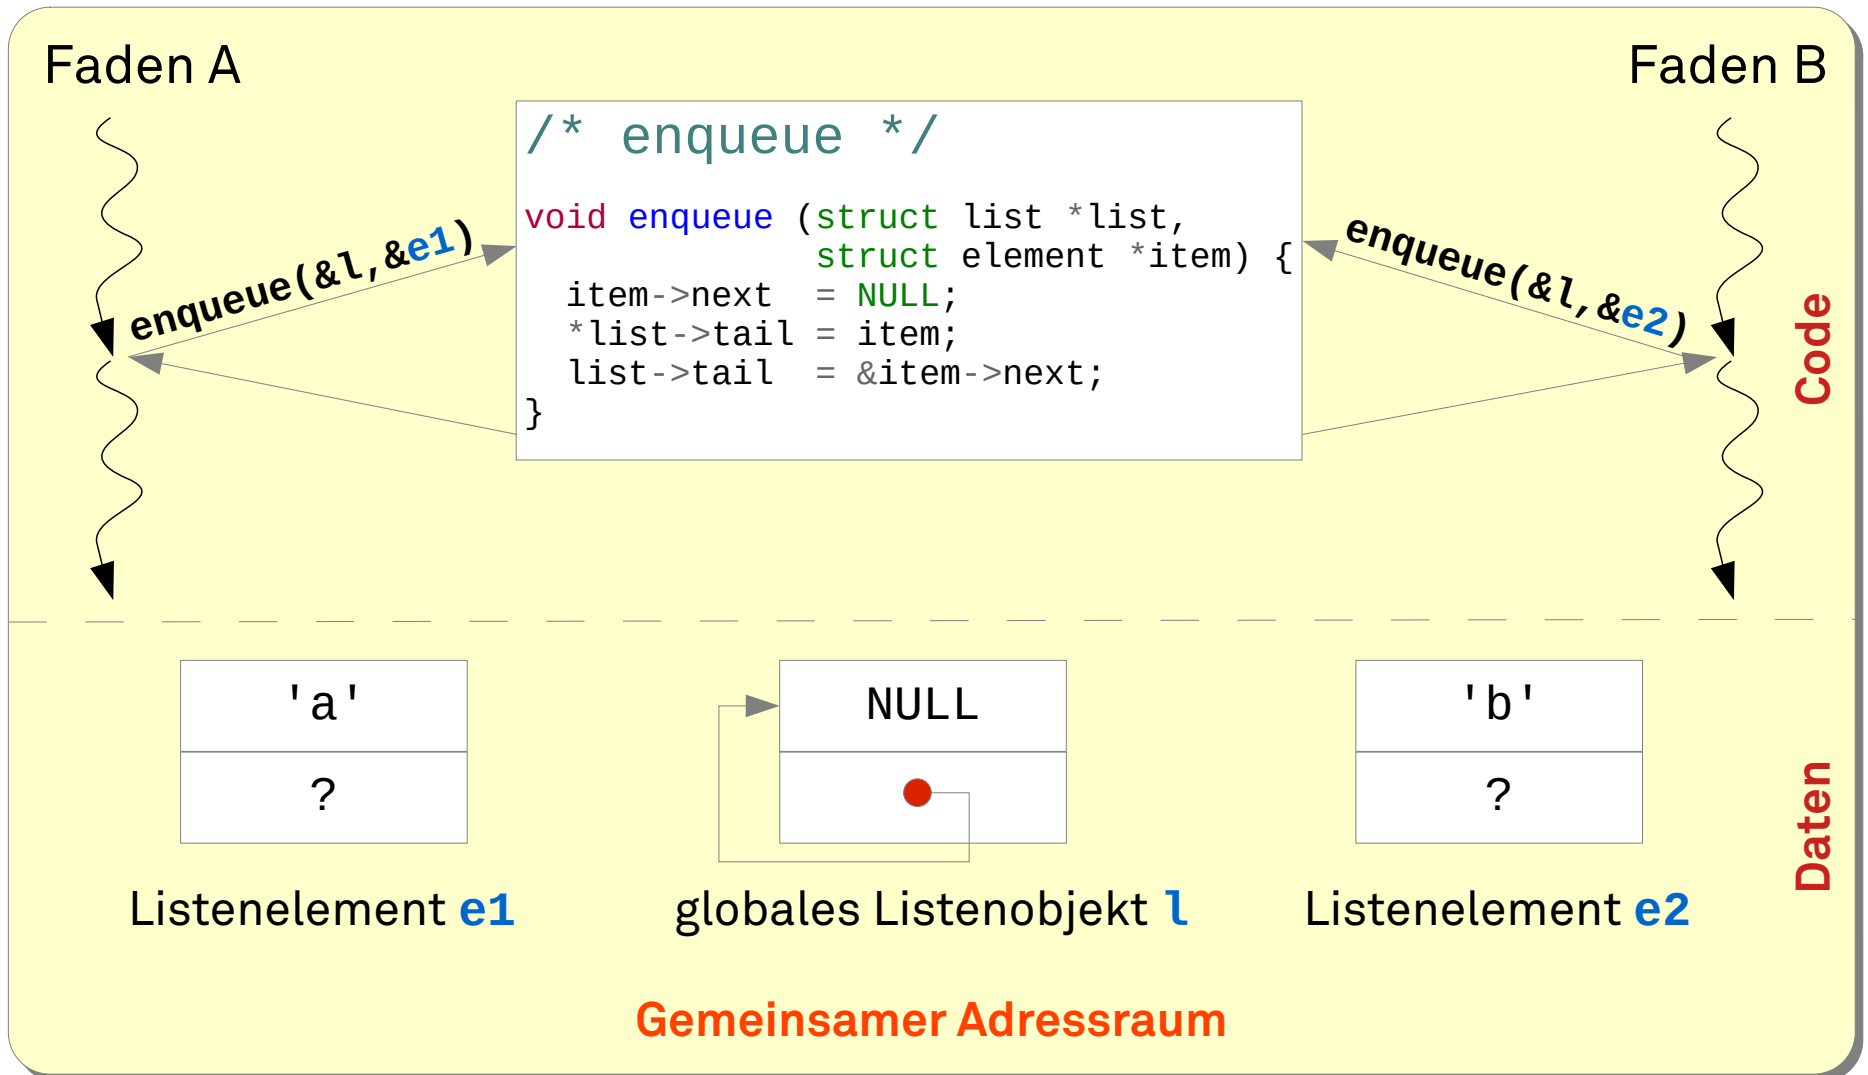 Faden A
Faden B
/* enqueue */
void enqueue (struct list *list,
              struct element *item) {
  item->next  = NULL;
  *list->tail = item;
  list->tail  = &item->next;
}
enqueue(&l,&e1)
enqueue(&l,&e2)
Code
'a'
?
NULL
'b'
?
Listenelement e1
globales Listenobjekt l
Listenelement e2
Daten
Gemeinsamer Adressraum